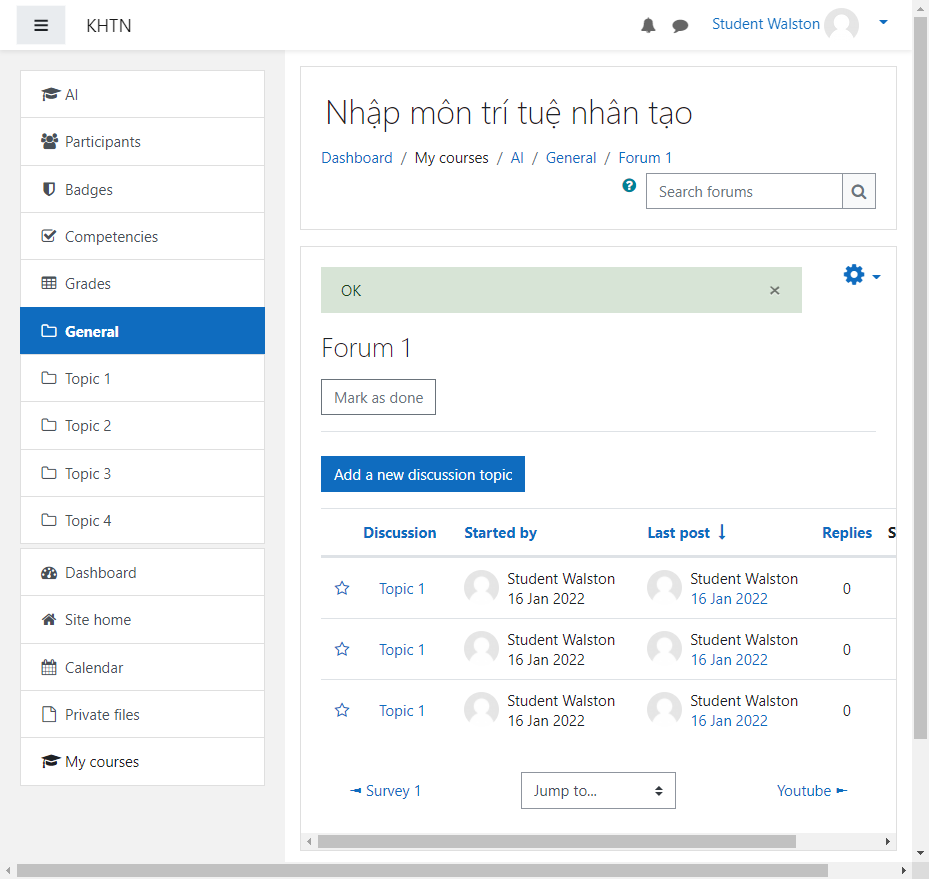 KHTN
Student Walston
AI
Participants
Badges
Competencies
Grades
General
Topic 1
Topic 2
Topic 3
Topic 4
Dashboard
Site home
Calendar
Private files
My courses
Nhập môn trí tuệ nhân tạo
Dashboard / My courses / AI / General / Forum 1
Search forums
OK
Forum 1
Mark as done
Add a new discussion topic
Discussion Started by Last post Replies S
Topic 1 Student Walston 16 Jan 2022 Student Walston 16 Jan 2022 0
Topic 1 Student Walston 16 Jan 2022 Student Walston 16 Jan 2022 0
Topic 1 Student Walston 16 Jan 2022 Student Walston 16 Jan 2022 0
◄ Survey 1 Jump to... Youtube ►